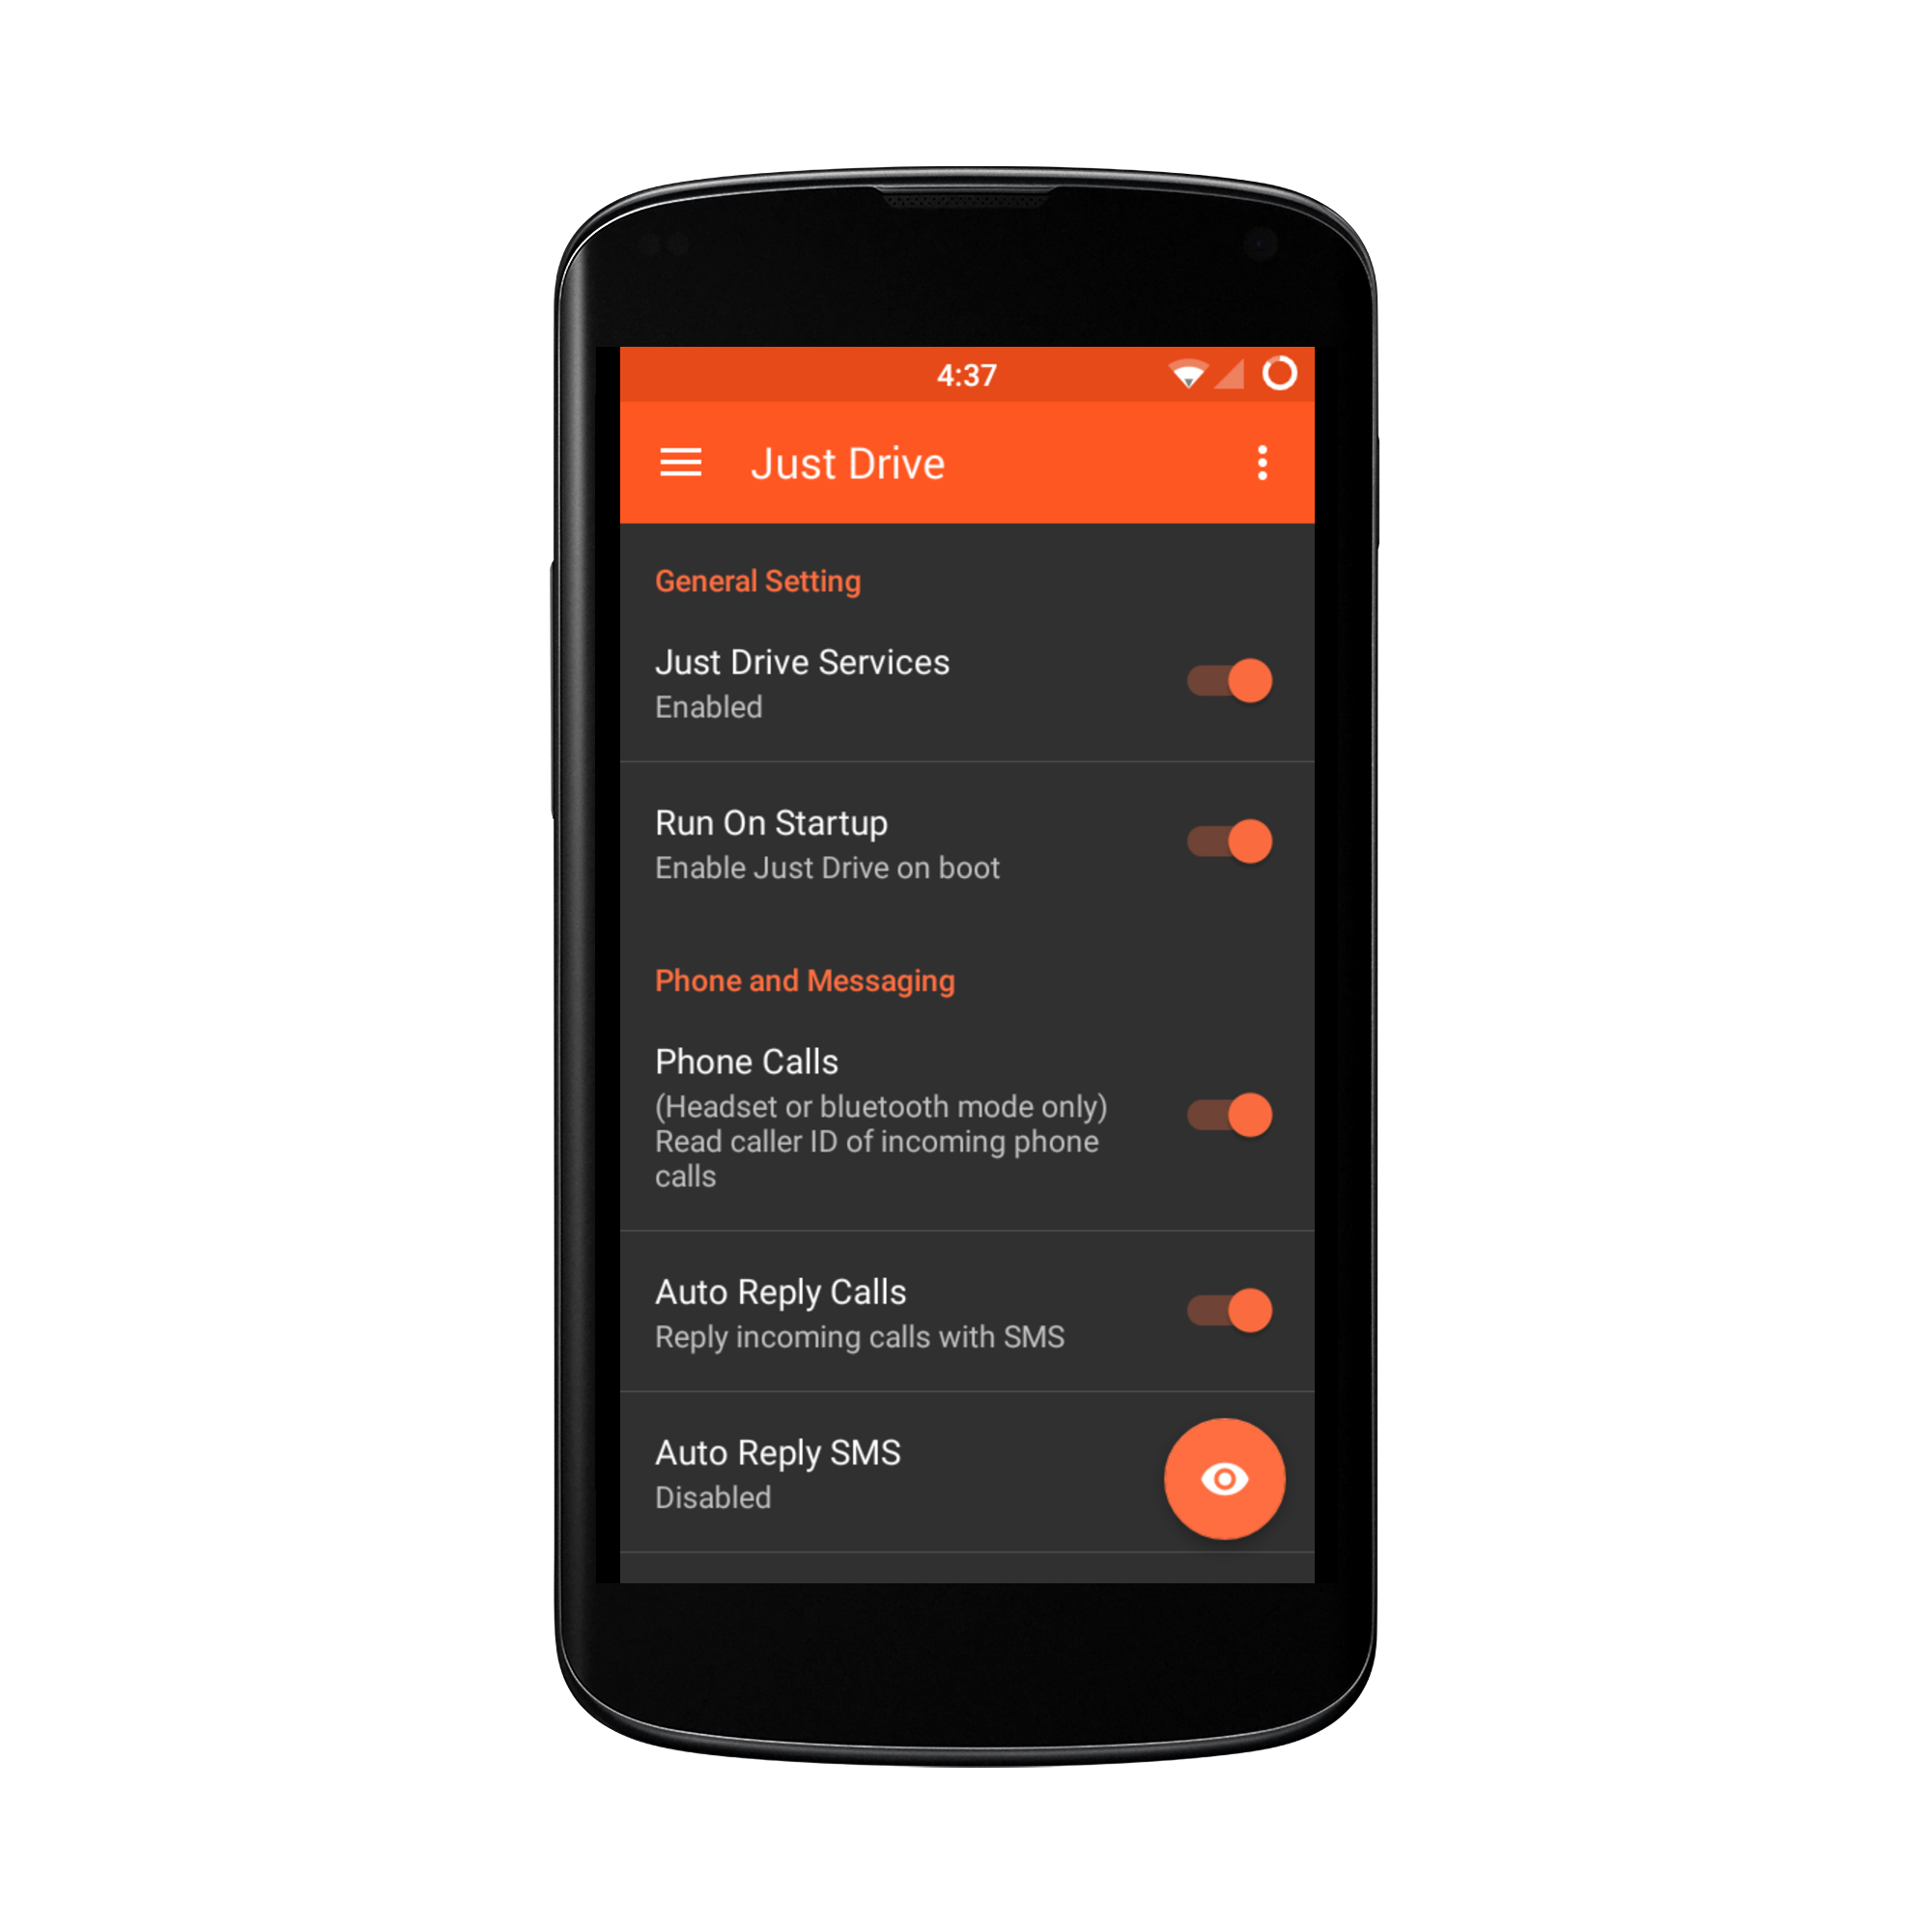 4:37
Just Drive
General Setting
Just Drive Services
Enabled
Run On Startup
Enable Just Drive on boot
Phone and Messaging
Phone Calls
(Headset or bluetooth mode only)
Read caller ID of incoming phone
calls
Auto Reply Calls
Reply incoming calls with SMS
Auto Reply SMS
Disabled